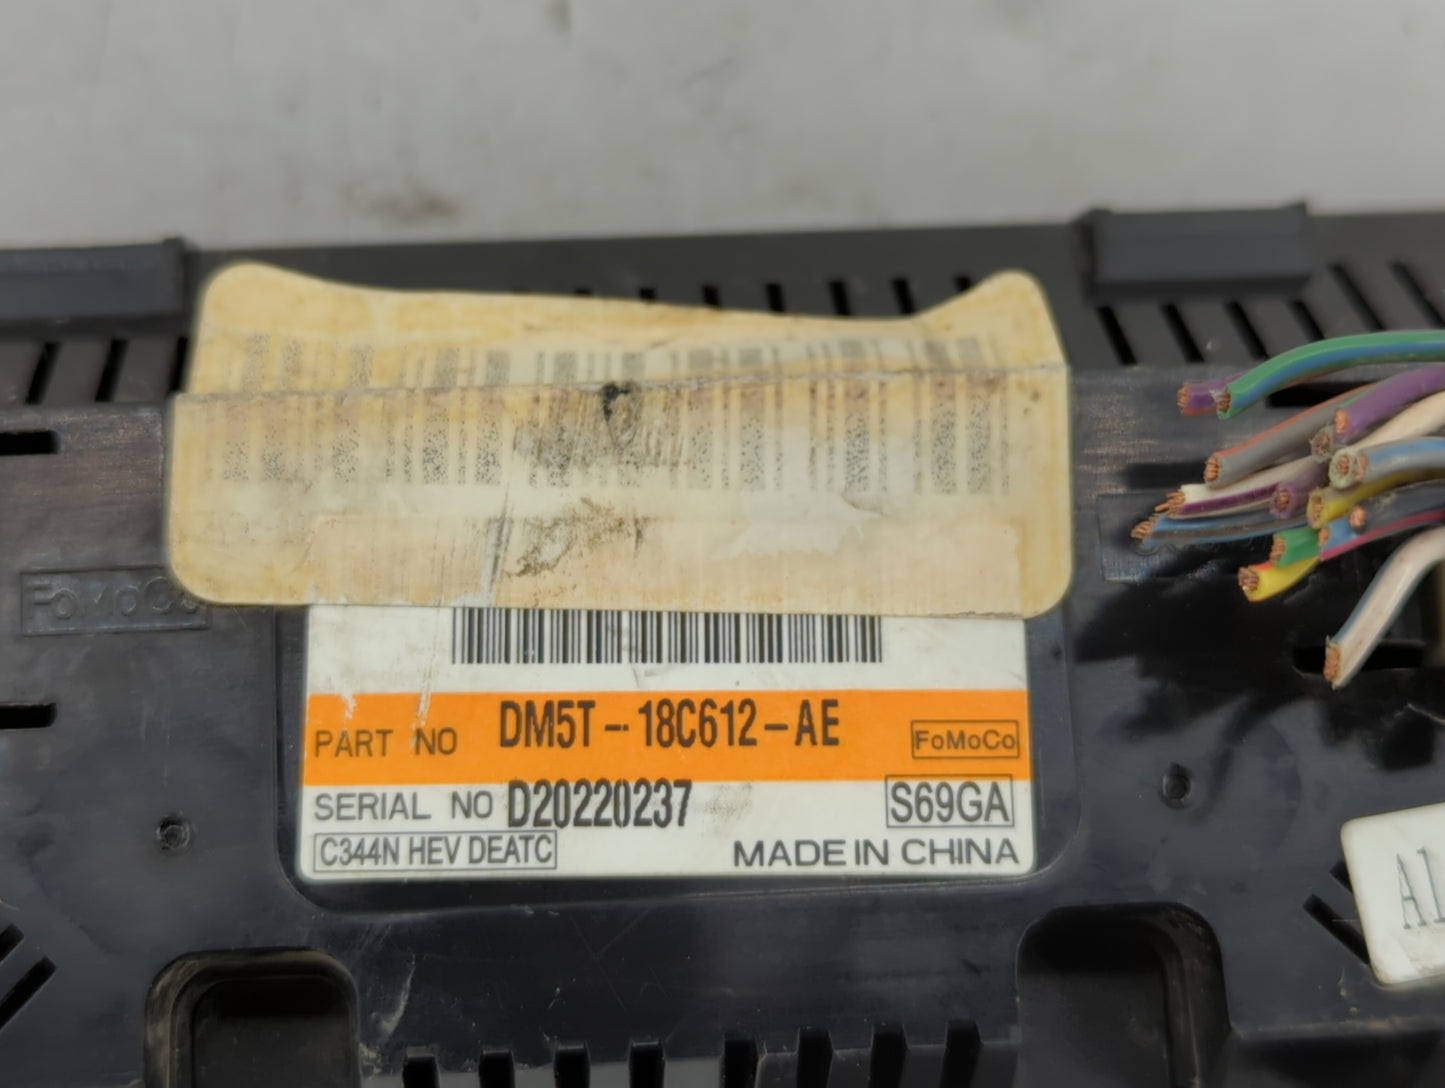 FoMoCo
PART NO DM5T-18C612-AE FoMoCo
SERIAL NO D20220237 S69GA
C344N HEV DEATC MADE IN CHINA